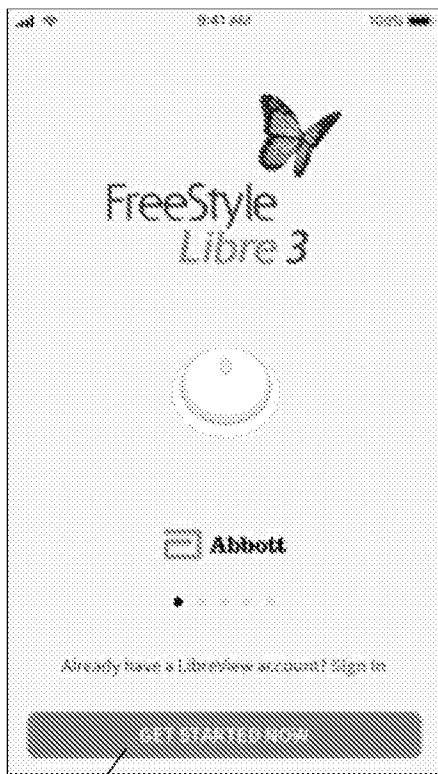 9:41 AM 100%
FreeStyle
Libre 3
Abbott
Already have a LibreView account? Sign In
GET STARTED NOW